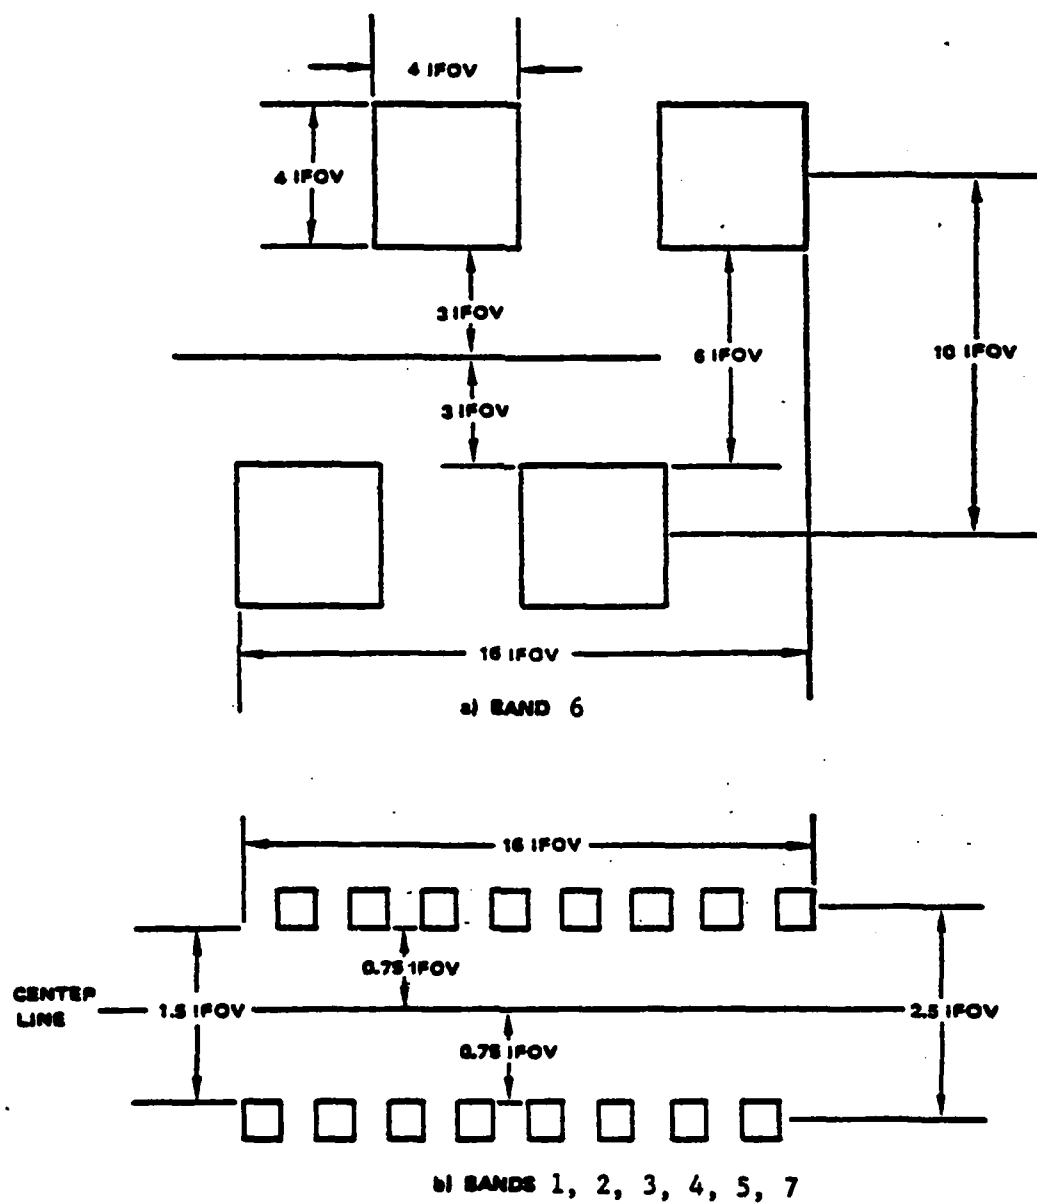 4 IFOV
4 IFOV
3 IFOV
6 IFOV
10 IFOV
3 IFOV
16 IFOV
a) BAND 6
16 IFOV
0.75 IFOV
CENTER
LINE
1.5 IFOV
2.5 IFOV
0.75 IFOV
b) BANDS 1, 2, 3, 4, 5, 7